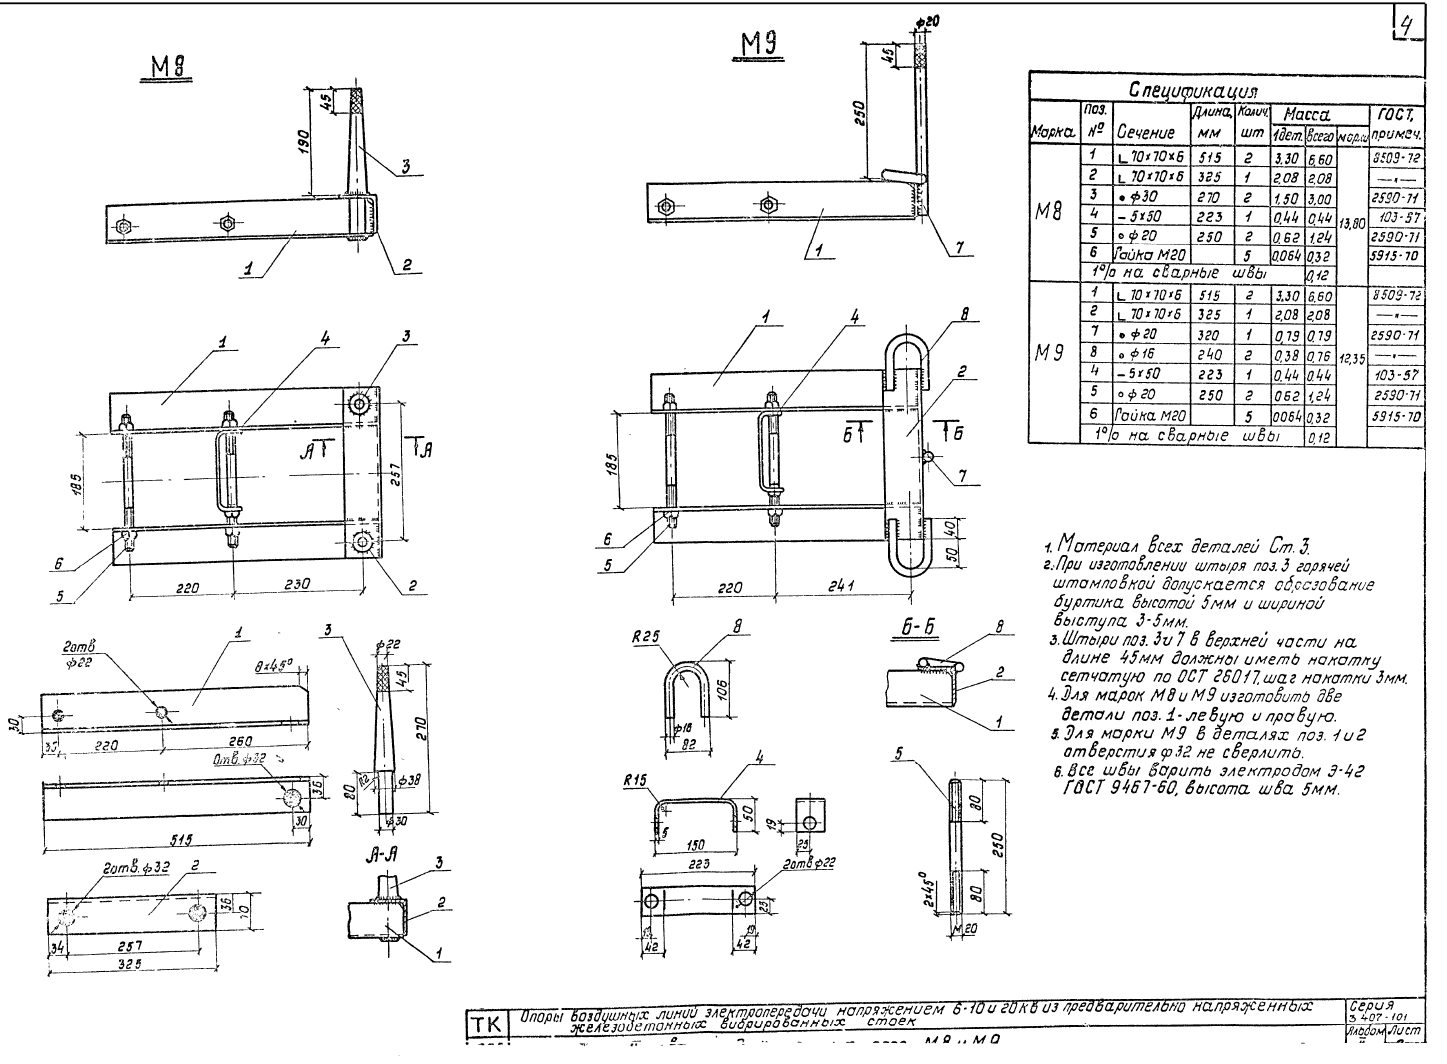 4
М8
190
45
3
1
2
М9
ф20
45
250
1
7
Спецификация
Марка Поз. № Сечение Длина, мм Колич. шт Масса 1дет. всего марки ГОСТ, примеч.
М8 13,80
1 L 70×70×6 515 2 3,30 6,60 8509-72
2 L 70×70×6 325 1 2,08 2,08 —"—
3 • ф30 270 2 1,50 3,00 2590-71
4 – 5×50 223 1 0,44 0,44 103-57
5 ∘ ф20 250 2 0,62 1,24 2590-71
6 Гайка М20 5 0,064 0,32 5915-70
1% на сварные швы 0,12
М9 12,35
1 L 70×70×6 515 2 3,30 6,60 8509-72
2 L 70×70×6 325 1 2,08 2,08 —"—
7 • ф20 320 1 0,79 0,79 2590-71
8 ∘ ф16 240 2 0,38 0,76 —"—
4 – 5×50 223 1 0,44 0.44 103-57
5 ∘ ф20 250 2 062 1,24 2590-71
6 Гайка М20 5 0064 0,32 5915-70
1% на сварные швы 0,12
1
4
3
А
А
185
257
6
5
220
230
2
1
4
8
2
Б
Б
185
7
6
5
40
50
220
241
1. Материал всех деталей Ст. 3.
2. При изготовлении штыря поз. 3 горячей
штамповкой допускается образование
буртика высотой 5мм и шириной
выступа 3-5мм.
3. Штыри поз. 3 и 7 в верхней части на
длине 45мм должны иметь накатку
сетчатую по ОСТ 26017, шаг накатки 3мм.
4. Для марок М8 и М9 изготовить две
детали поз. 1-левую и правую.
5. Для марки М9 в деталях поз. 1 и 2
отверстия ф32 не сверлить.
6. Все швы варить электродом Э-42
ГОСТ 9467-60, высота шва 5мм.
2отв
ф22
1
8×45°
30
35
220
260
Отв. ф32
36
30
515
2отв. ф32
2
36
70
34
257
325
3
ф22
45
270
80
ф38
ф30
А-А
3
2
1
R25
8
106
ф16
82
R15
4
5
50
150
19
25
223
2отв ф22
25
42
42
Б-Б
8
2
1
5
80
250
80
2×45°
М20
ТК
Опоры воздушных линий электропередачи напряжением 6-10 и 20кв из предварительно напряженных
железобетонных вибрированных стоек
Серия
3.407-101
Альбом Лист
М8 и М9